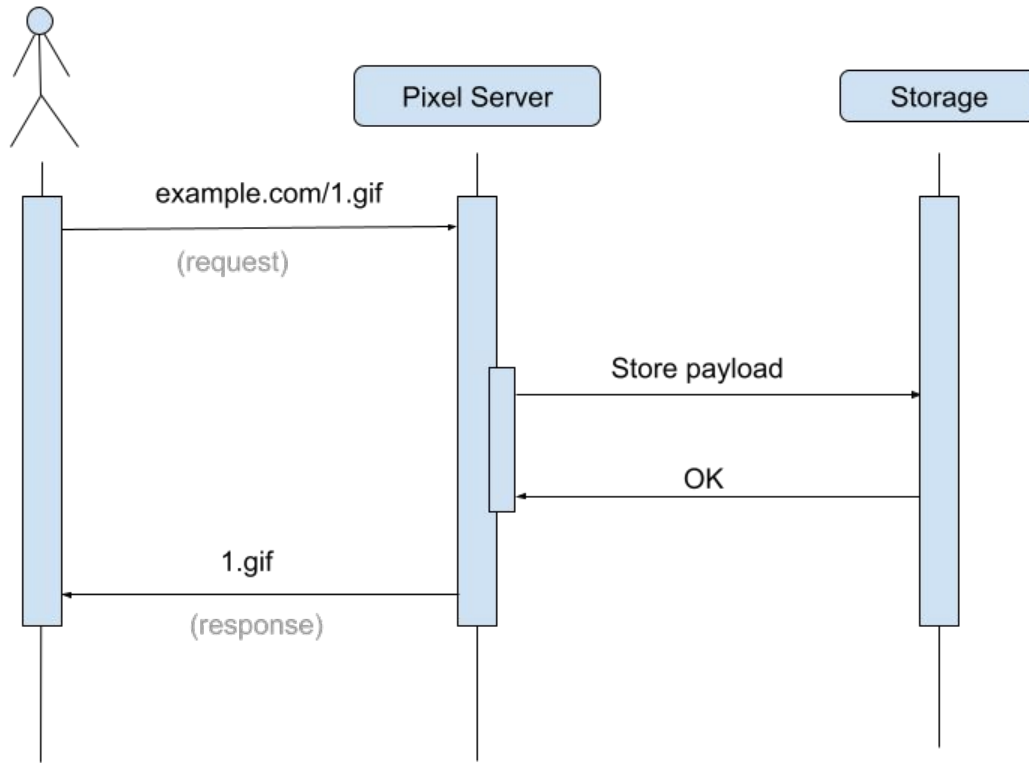 Pixel Server
Storage
example.com/1.gif
(request)
Store payload
OK
1.gif
(response)